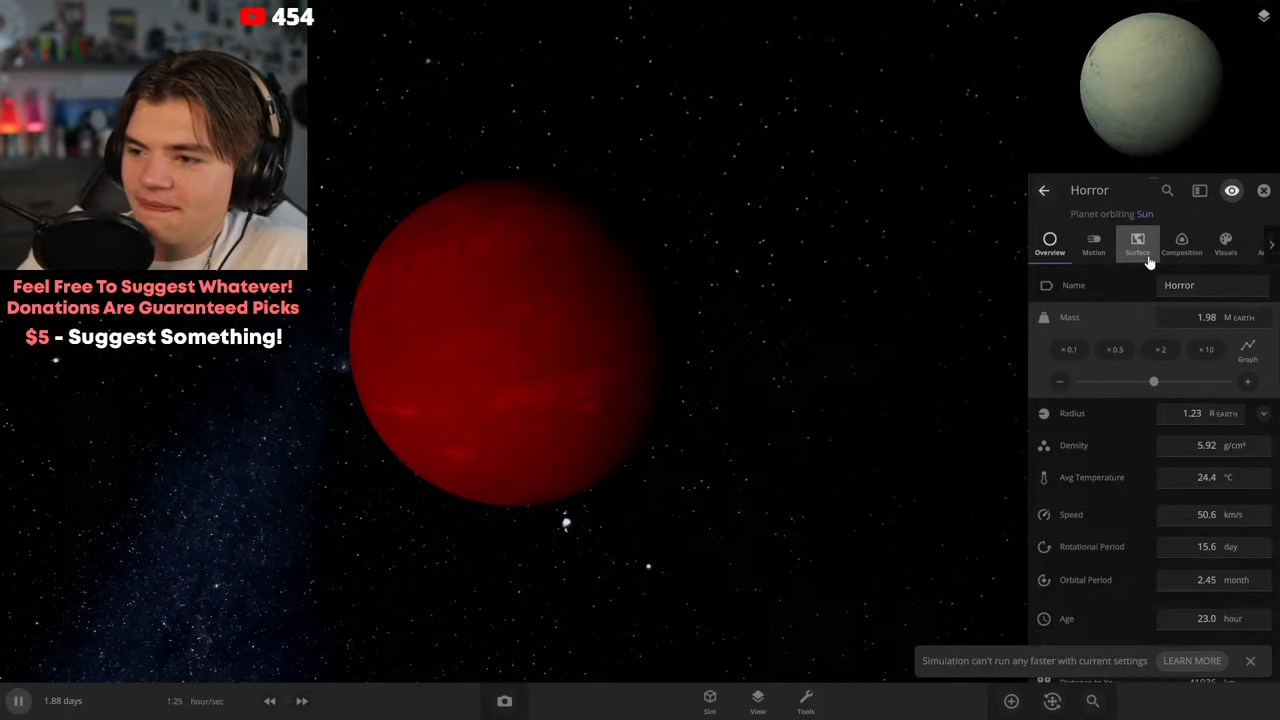 454
Feel Free To Suggest Whatever!
Donations Are Guaranteed Picks
$5 - Suggest Something!
Horror
Planet orbiting Sun
Overview Motion Surface Composition Visuals
Name Horror
Mass 1.98 M EARTH
× 0.1 × 0.5 × 2 × 10 Graph
Radius 1.23 R EARTH
Density 5.92 g/cm³
Avg Temperature 24.4 °C
Speed 50.6 km/s
Rotational Period 15.6 day
Orbital Period 2.45 month
Age 23.0 hour
Simulation can't run any faster with current settings LEARN MORE
1.88 days 1.25 hour/sec Sim View Tools